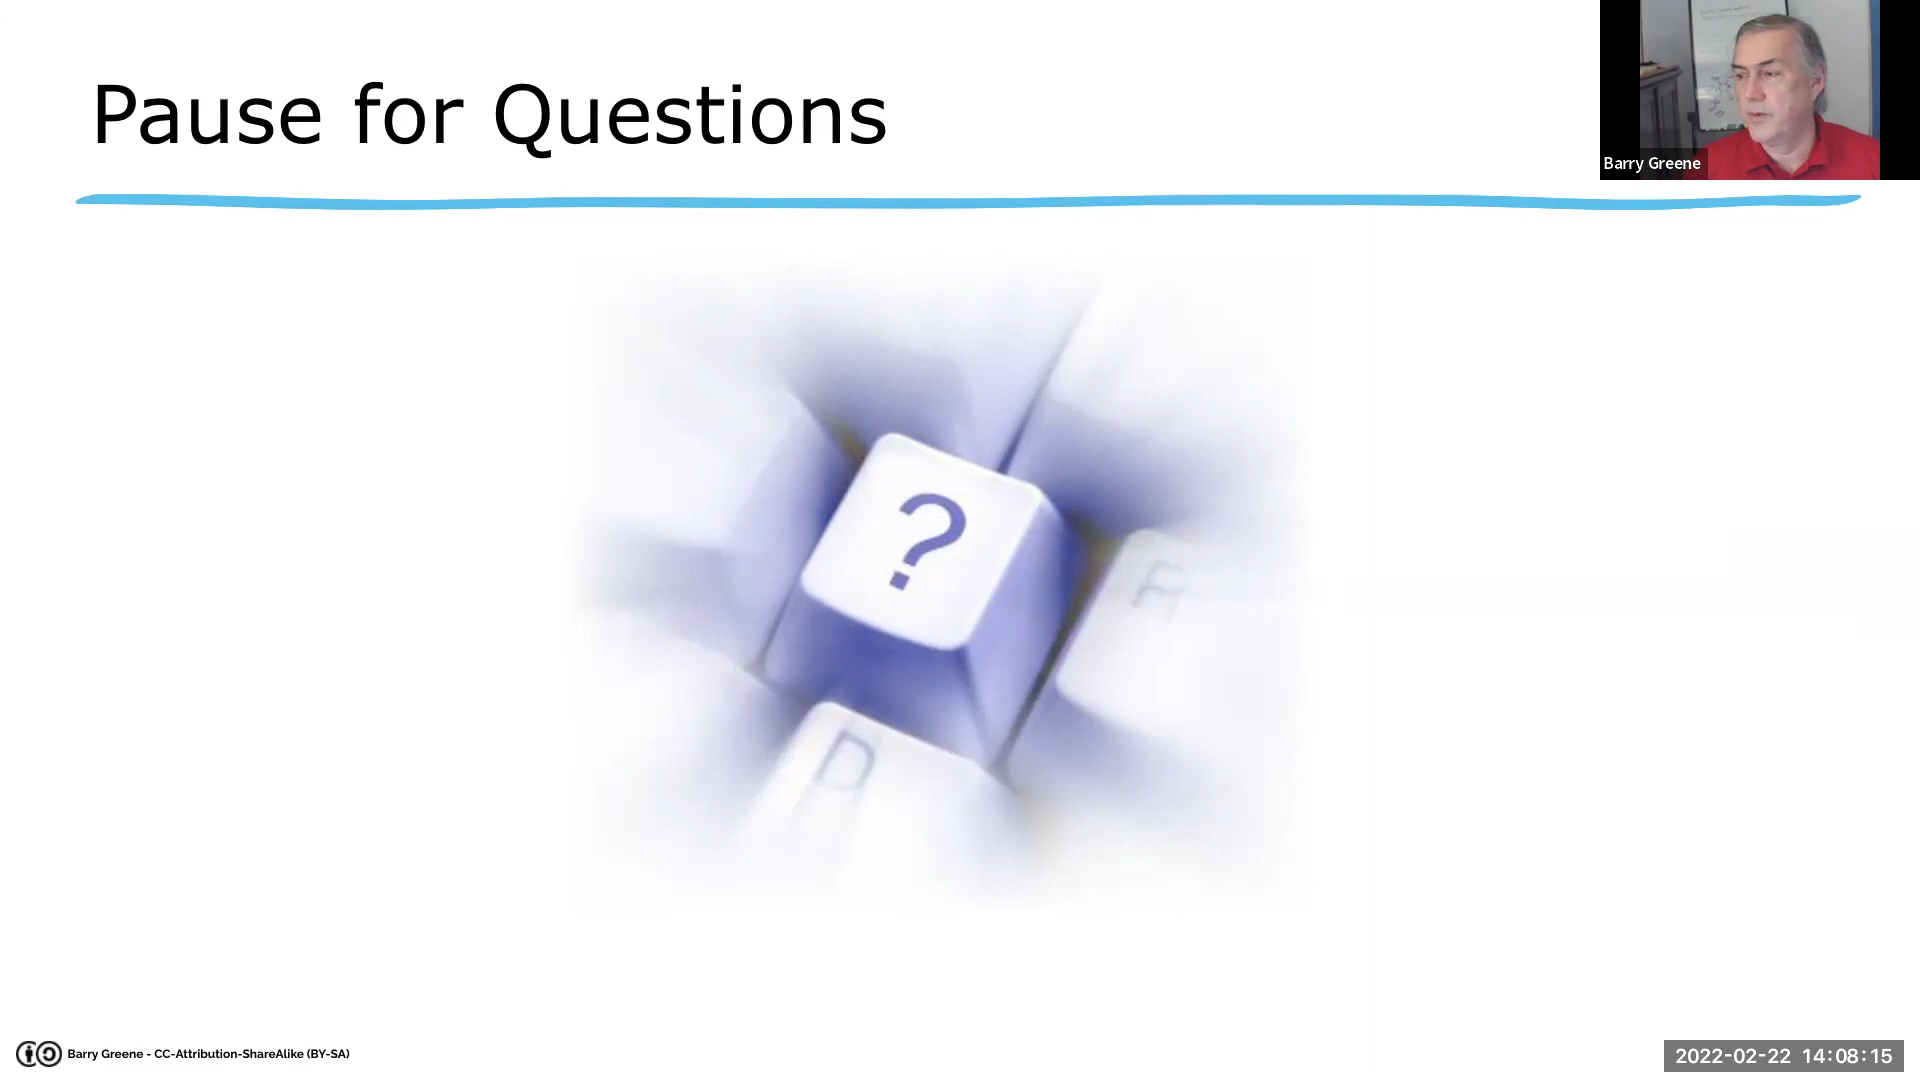 Pause for Questions
Barry Greene
?
F
D
Barry Greene - CC-Attribution-ShareAlike (BY-SA)
2022-02-22 14:08:15